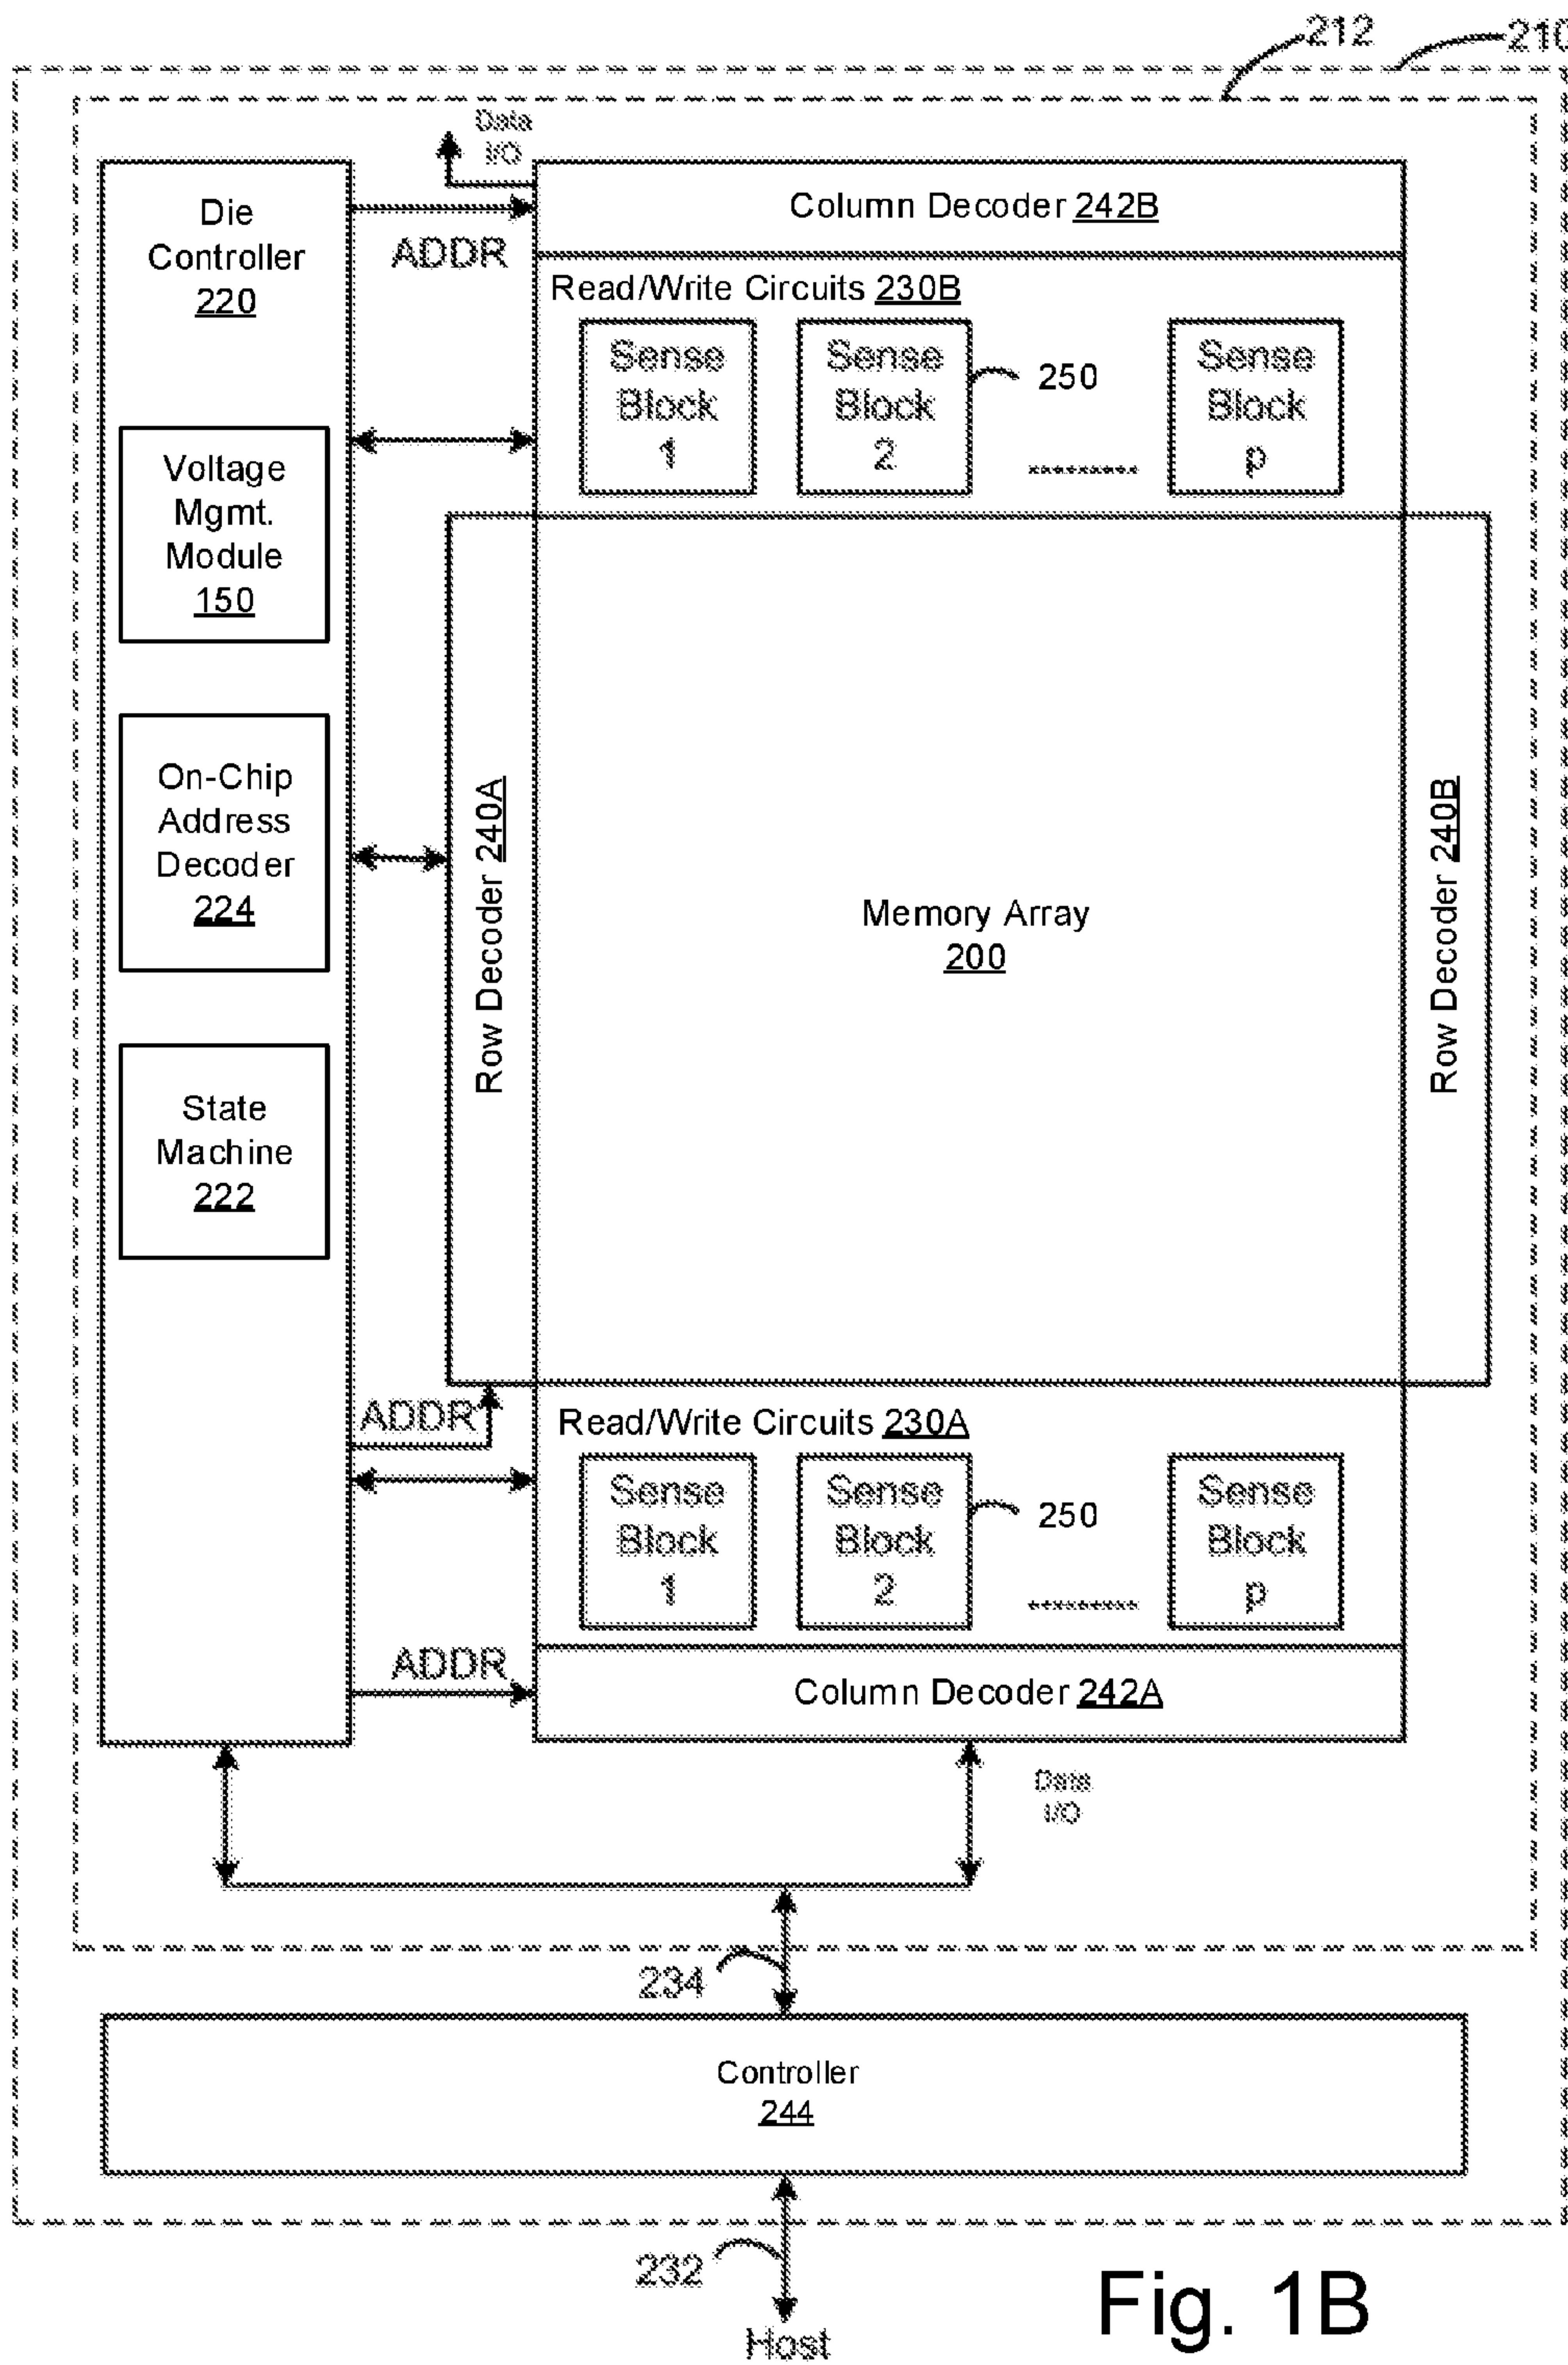 212
210
Data
I/O
Die
Controller
220
ADDR
Column Decoder 242B
Read/Write Circuits 230B
Sense
Block
1
Sense
Block
2
250
Sense
Block
p
Voltage
Mgmt.
Module
150
On-Chip
Address
Decoder
224
State
Machine
222
Row Decoder 240A
Memory Array
200
Row Decoder 240B
ADDR
Read/Write Circuits 230A
Sense
Block
1
Sense
Block
2
250
Sense
Block
p
ADDR
Column Decoder 242A
Data
I/O
234
Controller
244
232
Host
Fig. 1B